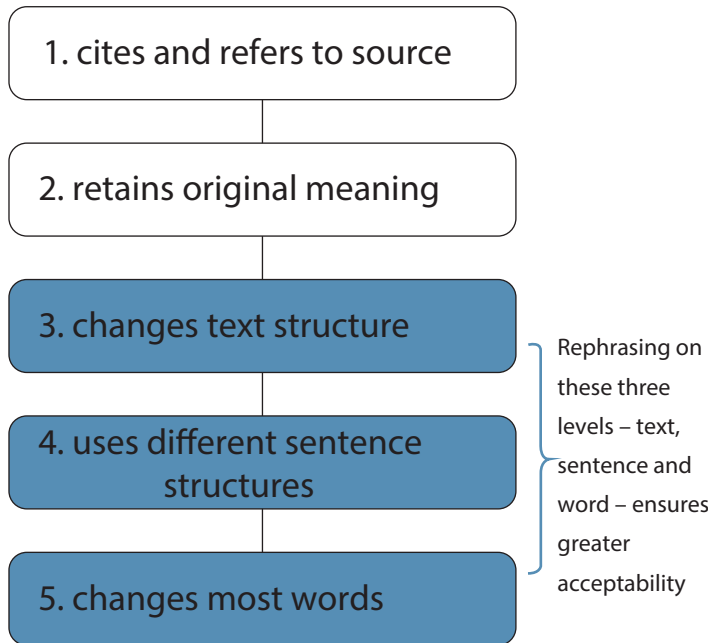 1. cites and refers to source
2. retains original meaning
3. changes text structure
4. uses different sentence
structures
5. changes most words
Rephrasing on
these three
levels – text,
sentence and
word – ensures
greater
acceptability